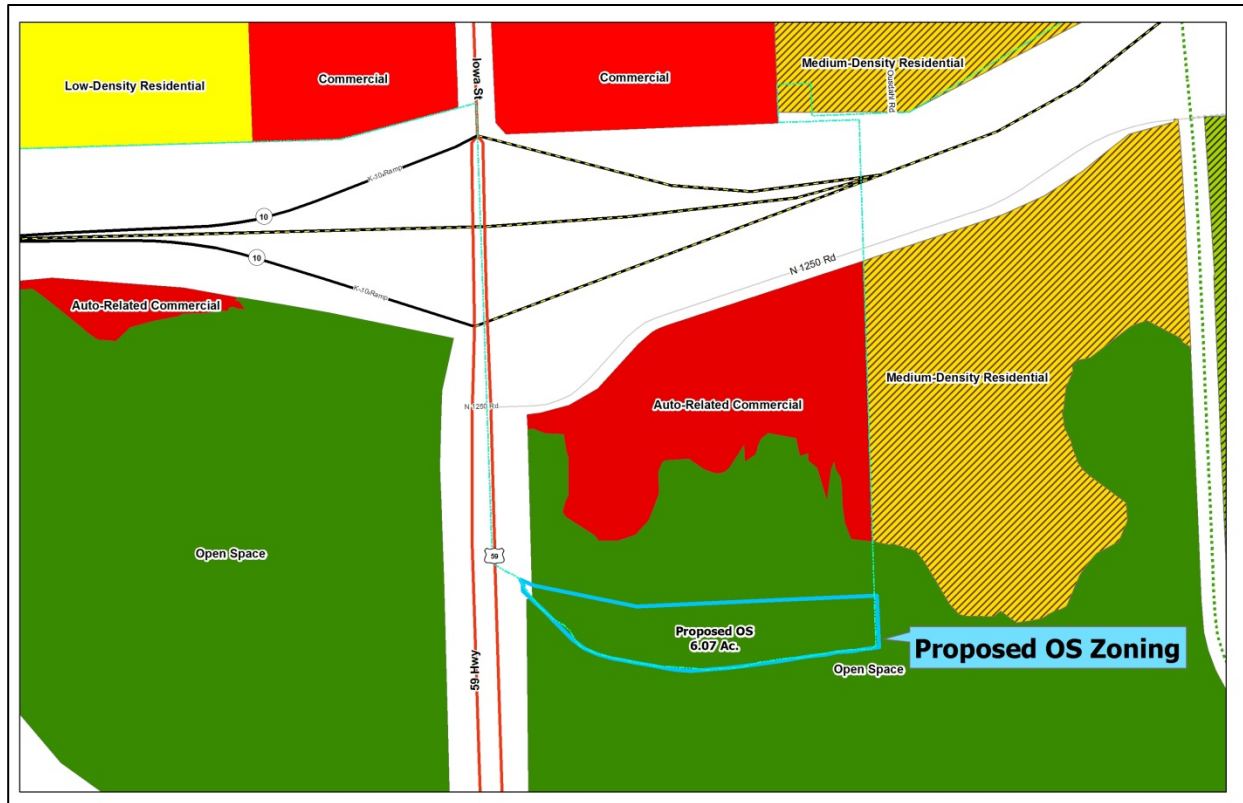 Low-Density Residential
Commercial
Iowa St
Commercial
Medium-Density Residential
Ousdahl Rd
K-10 Ramp
10
10
K-10 Ramp
N 1250 Rd
Auto-Related Commercial
Medium-Density Residential
N 1250 Rd
Auto-Related Commercial
Open Space
59
Proposed OS
6.07 Ac.
Proposed OS Zoning
Open Space
59 Hwy